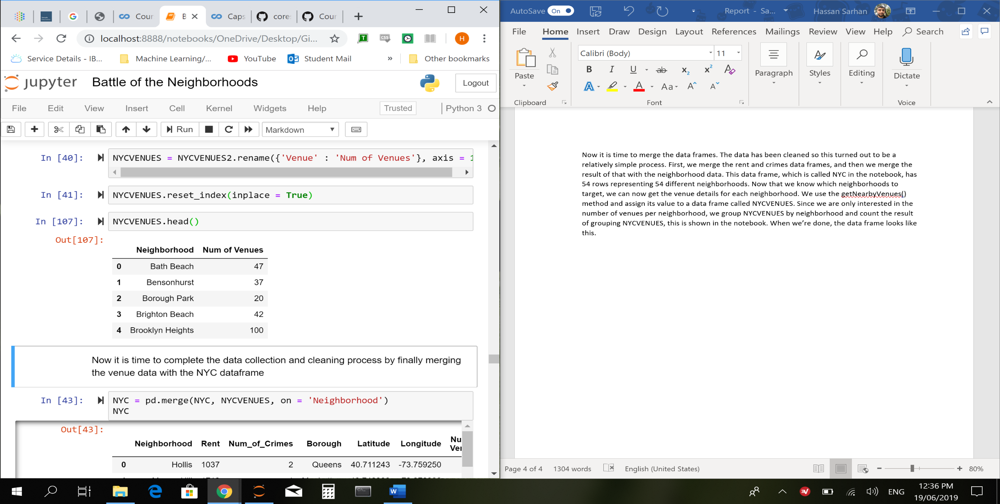 Cour
B
Caps
core
Cour
localhost:8888/notebooks/OneDrive/Desktop/Gi...
CSS
H
Service Details - IB...
Machine Learning/...
YouTube
Student Mail
»
Other bookmarks
jupyter Battle of the Neighborhoods
Logout
File Edit View Insert Cell Kernel Widgets Help
Trusted
Python 3
Run
Markdown
In [40]: NYCVENUES = NYCVENUES2.rename({'Venue' : 'Num of Venues'}, axis = 1
In [41]: NYCVENUES.reset_index(inplace = True)
In [107]: NYCVENUES.head()
Out[107]:
Neighborhood Num of Venues
0 Bath Beach 47
1 Bensonhurst 37
2 Borough Park 20
3 Brighton Beach 42
4 Brooklyn Heights 100
Now it is time to complete the data collection and cleaning process by finally merging
the venue data with the NYC dataframe
In [43]: NYC = pd.merge(NYC, NYCVENUES, on = 'Neighborhood')
NYC
Out[43]:
Neighborhood Rent Num_of_Crimes Borough Latitude Longitude Nu
Ver
0 Hollis 1037 2 Queens 40.711243 -73.759250
AutoSave On
Report - Sa...
Hassan Sarhan
File Home Insert Draw Design Layout References Mailings Review View Help Search
Paste
Clipboard
Calibri (Body) 11
B I U ab x2 x2 A
A A Aa A A
Font
Paragraph
Styles
Editing
Dictate
Voice
Now it is time to merge the data frames. The data has been cleaned so this turned out to be a
relatively simple process. First, we merge the rent and crimes data frames, and then we merge the
result of that with the neighborhood data. This data frame, which is called NYC in the notebook, has
54 rows representing 54 different neighborhoods. Now that we know which neighborhoods to
target, we can now get the venue details for each neighborhood. We use the getNearbyVenues()
method and assign its value to a data frame called NYCVENUES. Since we are only interested in the
number of venues per neighborhood, we group NYCVENUES by neighborhood and count the result
of grouping NYCVENUES, this is shown in the notebook. When we’re done, the data frame looks like
this.
Page 4 of 4 1304 words English (United States)
80%
ENG
12:36 PM
19/06/2019